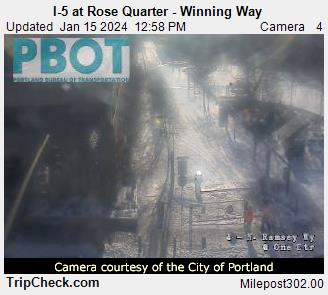 I-5 at Rose Quarter - Winning Way
Updated Jan 15 2024 12:58 PM Camera 4
PBOT
PORTLAND BUREAU OF TRANSPORTATION
4 - N. Ramsey Wy
@ One Ctr
Camera courtesy of the City of Portland
TripCheck.com Milepost302.00